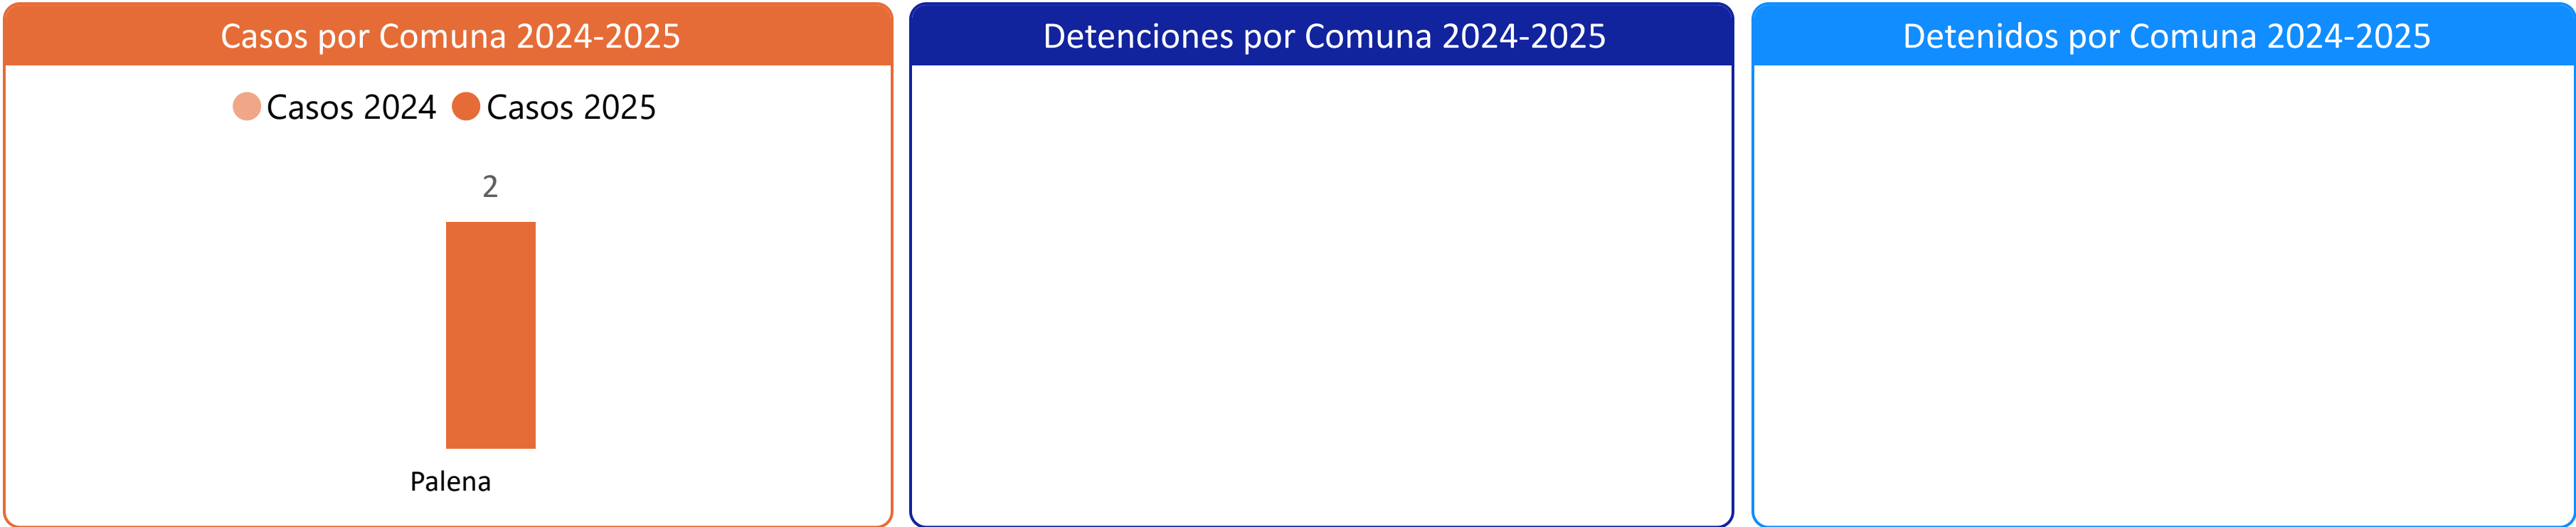 Casos por Comuna 2024-2025
Casos 2024 Casos 2025
2
Palena
Detenciones por Comuna 2024-2025
Detenidos por Comuna 2024-2025